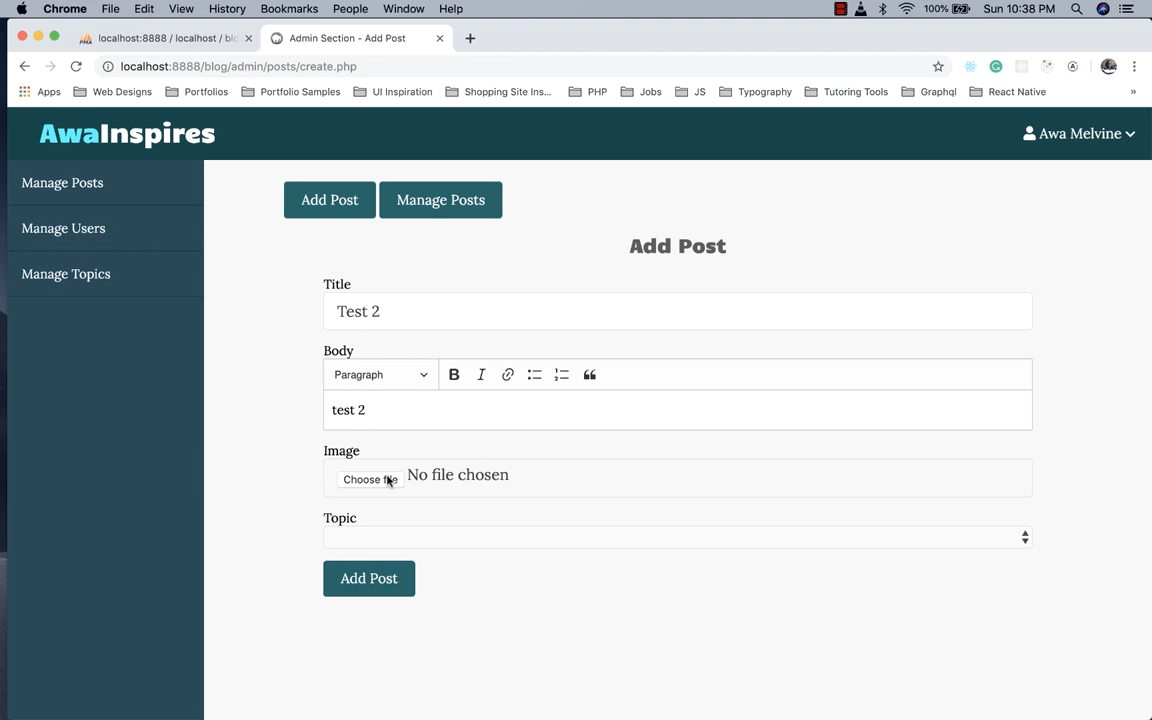 Chrome File Edit View History Bookmarks People Window Help 100% Sun 10:38 PM
localhost:8888 / localhost / blo Admin Section - Add Post
localhost:8888/blog/admin/posts/create.php
Apps Web Designs Portfolios Portfolio Samples UI Inspiration Shopping Site Ins... PHP Jobs JS Typography Tutoring Tools Graphql React Native »
AwaInspires Awa Melvine
Manage Posts
Manage Users
Manage Topics
Add Post Manage Posts
Add Post
Title
Test 2
Body
Paragraph B I
test 2
Image
Choose file No file chosen
Topic
Add Post